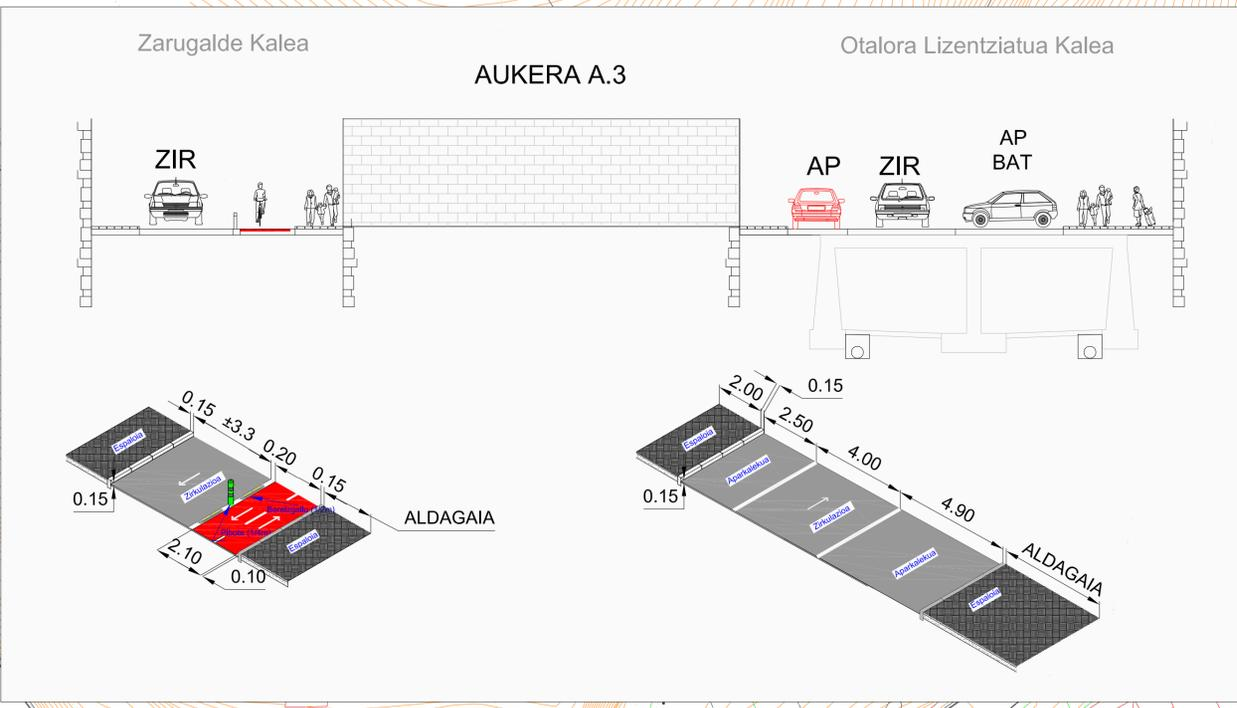 Zarugalde Kalea
Otalora Lizentziatua Kalea
AUKERA A.3
ZIR
AP
ZIR
AP
BAT
0.15
±3.3
0.20
0.15
Espaloia
Zirkulazioa
0.15
ALDAGAIA
Espaloia
2.10
0.10
2.00
0.15
2.50
4.00
4.90
Espaloia
Aparkalekua
0.15
Zirkulazioa
ALDAGAIA
Aparkalekua
Espaloia